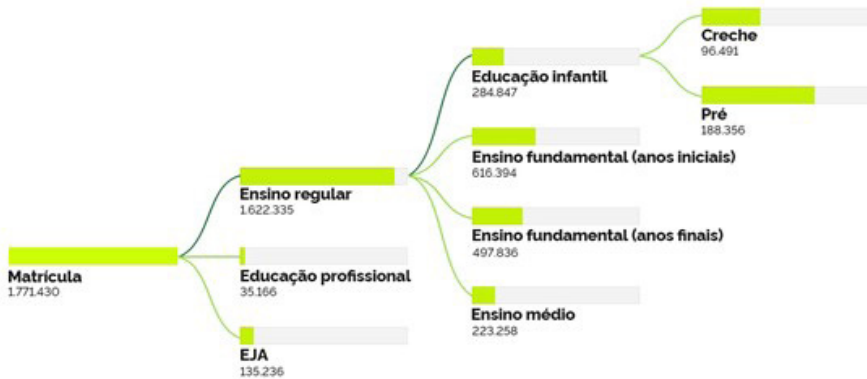 Matrícula
1.771.430
Ensino regular
1.622.335
Educação profissional
35.166
EJA
135.236
Educação infantil
284.847
Ensino fundamental (anos iniciais)
616.394
Ensino fundamental (anos finais)
497.836
Ensino médio
223.258
Creche
96.491
Pré
188.356